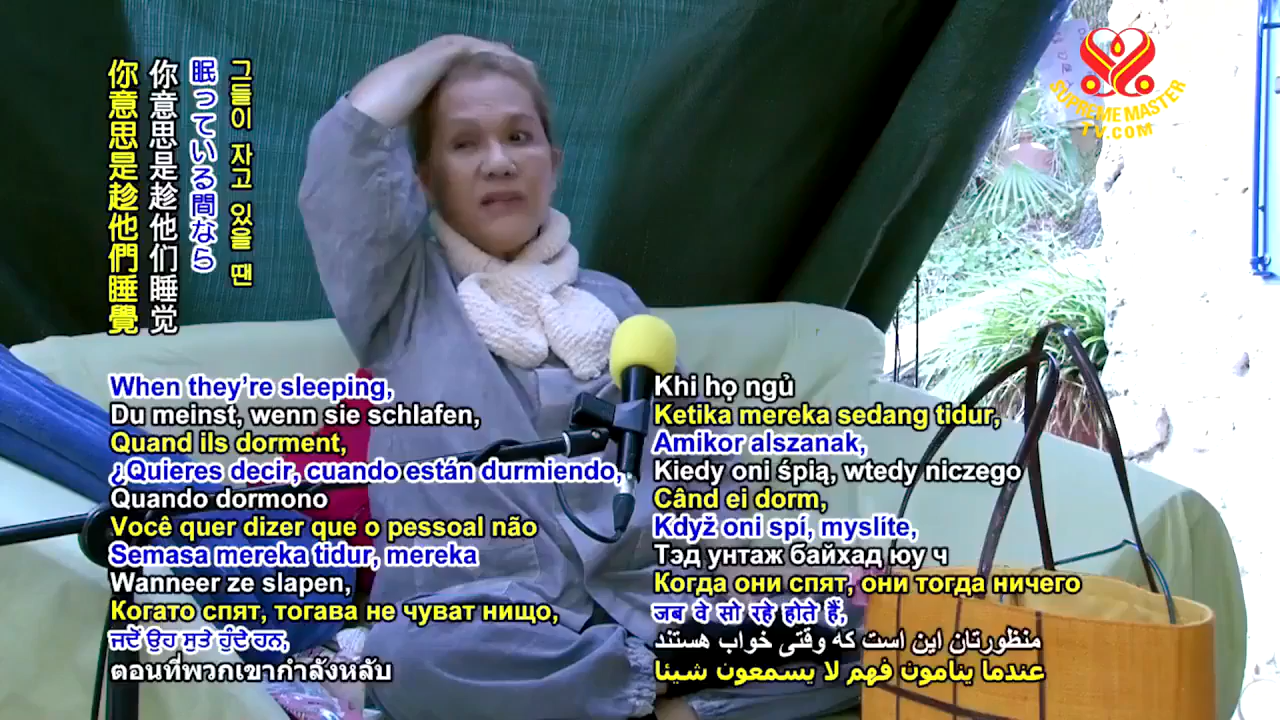 SUPREME MASTER
TV.COM
你意思是趁他們睡覺
你意思是趁他们睡觉
眠っている間なら
그들이 자고 있을 땐
When they’re sleeping,
Du meinst, wenn sie schlafen,
Quand ils dorment,
¿Quieres decir, cuando están durmiendo,
Quando dormono
Você quer dizer que o pessoal não
Semasa mereka tidur, mereka
Wanneer ze slapen,
Когато спят, тогава не чуват нищо,
ਜਦੋਂ ਉਹ ਸੁਤੇ ਹੁੰਦੇ ਹਨ,
ตอนที่พวกเขากำลังหลับ
Khi họ ngủ
Ketika mereka sedang tidur,
Amikor alszanak,
Kiedy oni śpią, wtedy niczego
Când ei dorm,
Když oni spí, myslíte,
Тэд унтаж байхад юу ч
Когда они спят, они тогда ничего
जब वे सो रहे होते हैं,
منظورتان این است که وقتی خواب هستند
عندما ينامون فهم لا يسمعون شيئا